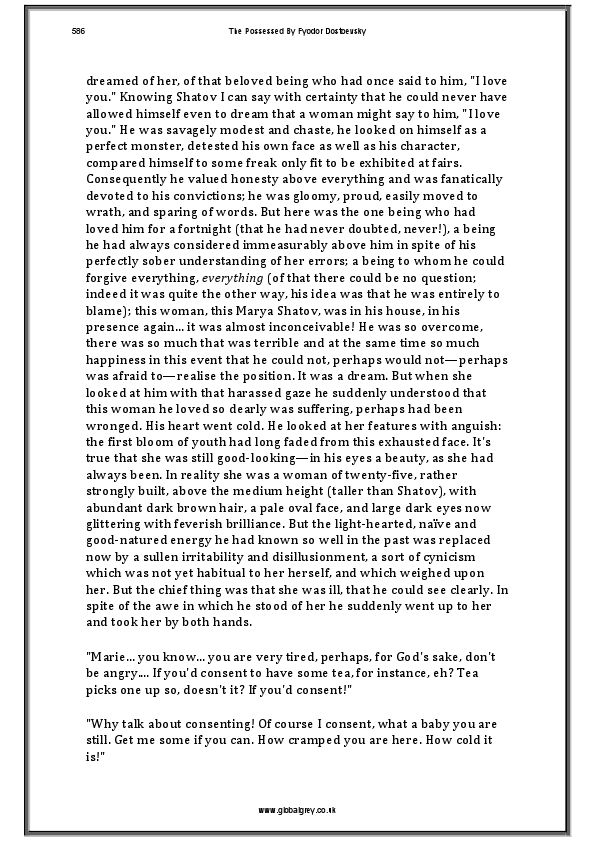 586
The Possessed By Fyodor Dostoevsky
dreamed of her, of that beloved being who had once said to him, "I love
you." Knowing Shatov I can say with certainty that he could never have
allowed himself even to dream that a woman might say to him, "I love
you." He was savagely modest and chaste, he looked on himself as a
perfect monster, detested his own face as well as his character,
compared himself to some freak only fit to be exhibited at fairs.
Consequently he valued honesty above everything and was fanatically
devoted to his convictions; he was gloomy, proud, easily moved to
wrath, and sparing of words. But here was the one being who had
loved him for a fortnight (that he had never doubted, never!), a being
he had always considered immeasurably above him in spite of his
perfectly sober understanding of her errors; a being to whom he could
forgive everything, everything (of that there could be no question;
indeed it was quite the other way, his idea was that he was entirely to
blame); this woman, this Marya Shatov, was in his house, in his
presence again... it was almost inconceivable! He was so overcome,
there was so much that was terrible and at the same time so much
happiness in this event that he could not, perhaps would not—perhaps
was afraid to—realise the position. It was a dream. But when she
looked at him with that harassed gaze he suddenly understood that
this woman he loved so dearly was suffering, perhaps had been
wronged. His heart went cold. He looked at her features with anguish:
the first bloom of youth had long faded from this exhausted face. It's
true that she was still good-looking—in his eyes a beauty, as she had
always been. In reality she was a woman of twenty-five, rather
strongly built, above the medium height (taller than Shatov), with
abundant dark brown hair, a pale oval face, and large dark eyes now
glittering with feverish brilliance. But the light-hearted, naïve and
good-natured energy he had known so well in the past was replaced
now by a sullen irritability and disillusionment, a sort of cynicism
which was not yet habitual to her herself, and which weighed upon
her. But the chief thing was that she was ill, that he could see clearly. In
spite of the awe in which he stood of her he suddenly went up to her
and took her by both hands.
"Marie... you know... you are very tired, perhaps, for God's sake, don't
be angry.... If you'd consent to have some tea, for instance, eh? Tea
picks one up so, doesn't it? If you'd consent!"
"Why talk about consenting! Of course I consent, what a baby you are
still. Get me some if you can. How cramped you are here. How cold it
is!"
www.globalgrey.co.uk